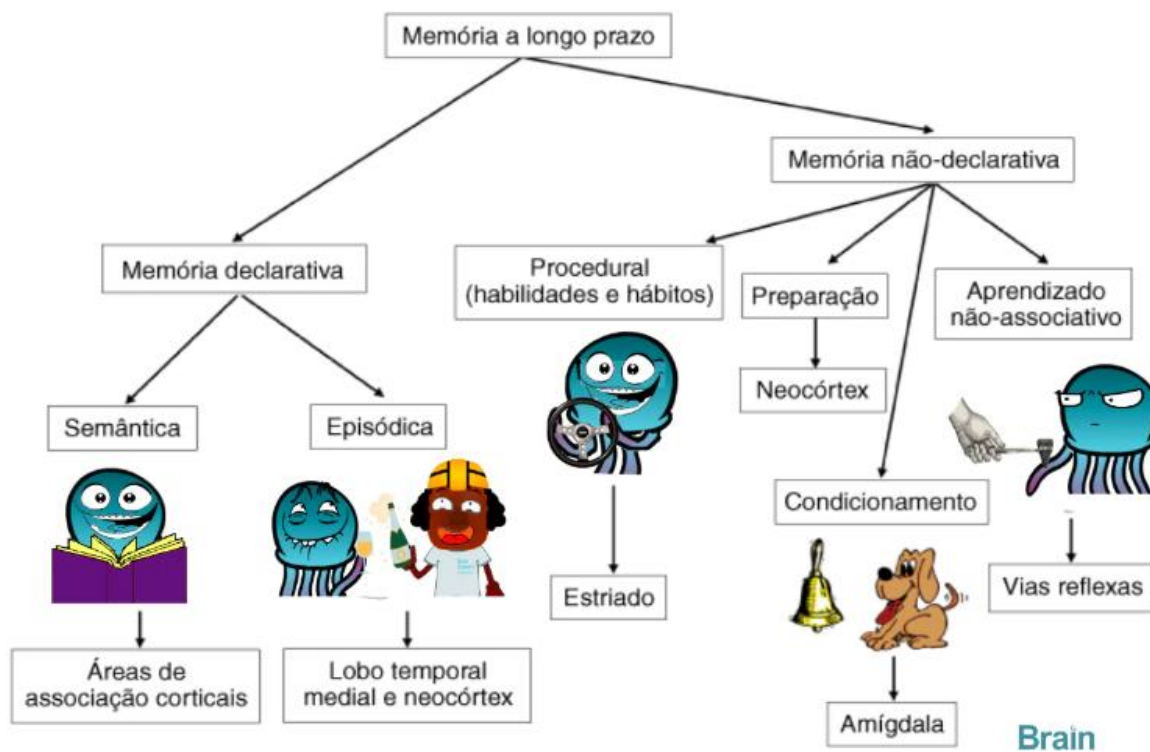 Memória a longo prazo
Memória não-declarativa
Memória declarativa
Procedural
(habilidades e hábitos)
Preparação
Aprendizado
não-associativo
Neocórtex
Semântica
Episódica
Condicionamento
Estriado
Vias reflexas
Áreas de
associação corticais
Lobo temporal
medial e neocórtex
Amígdala
Brain